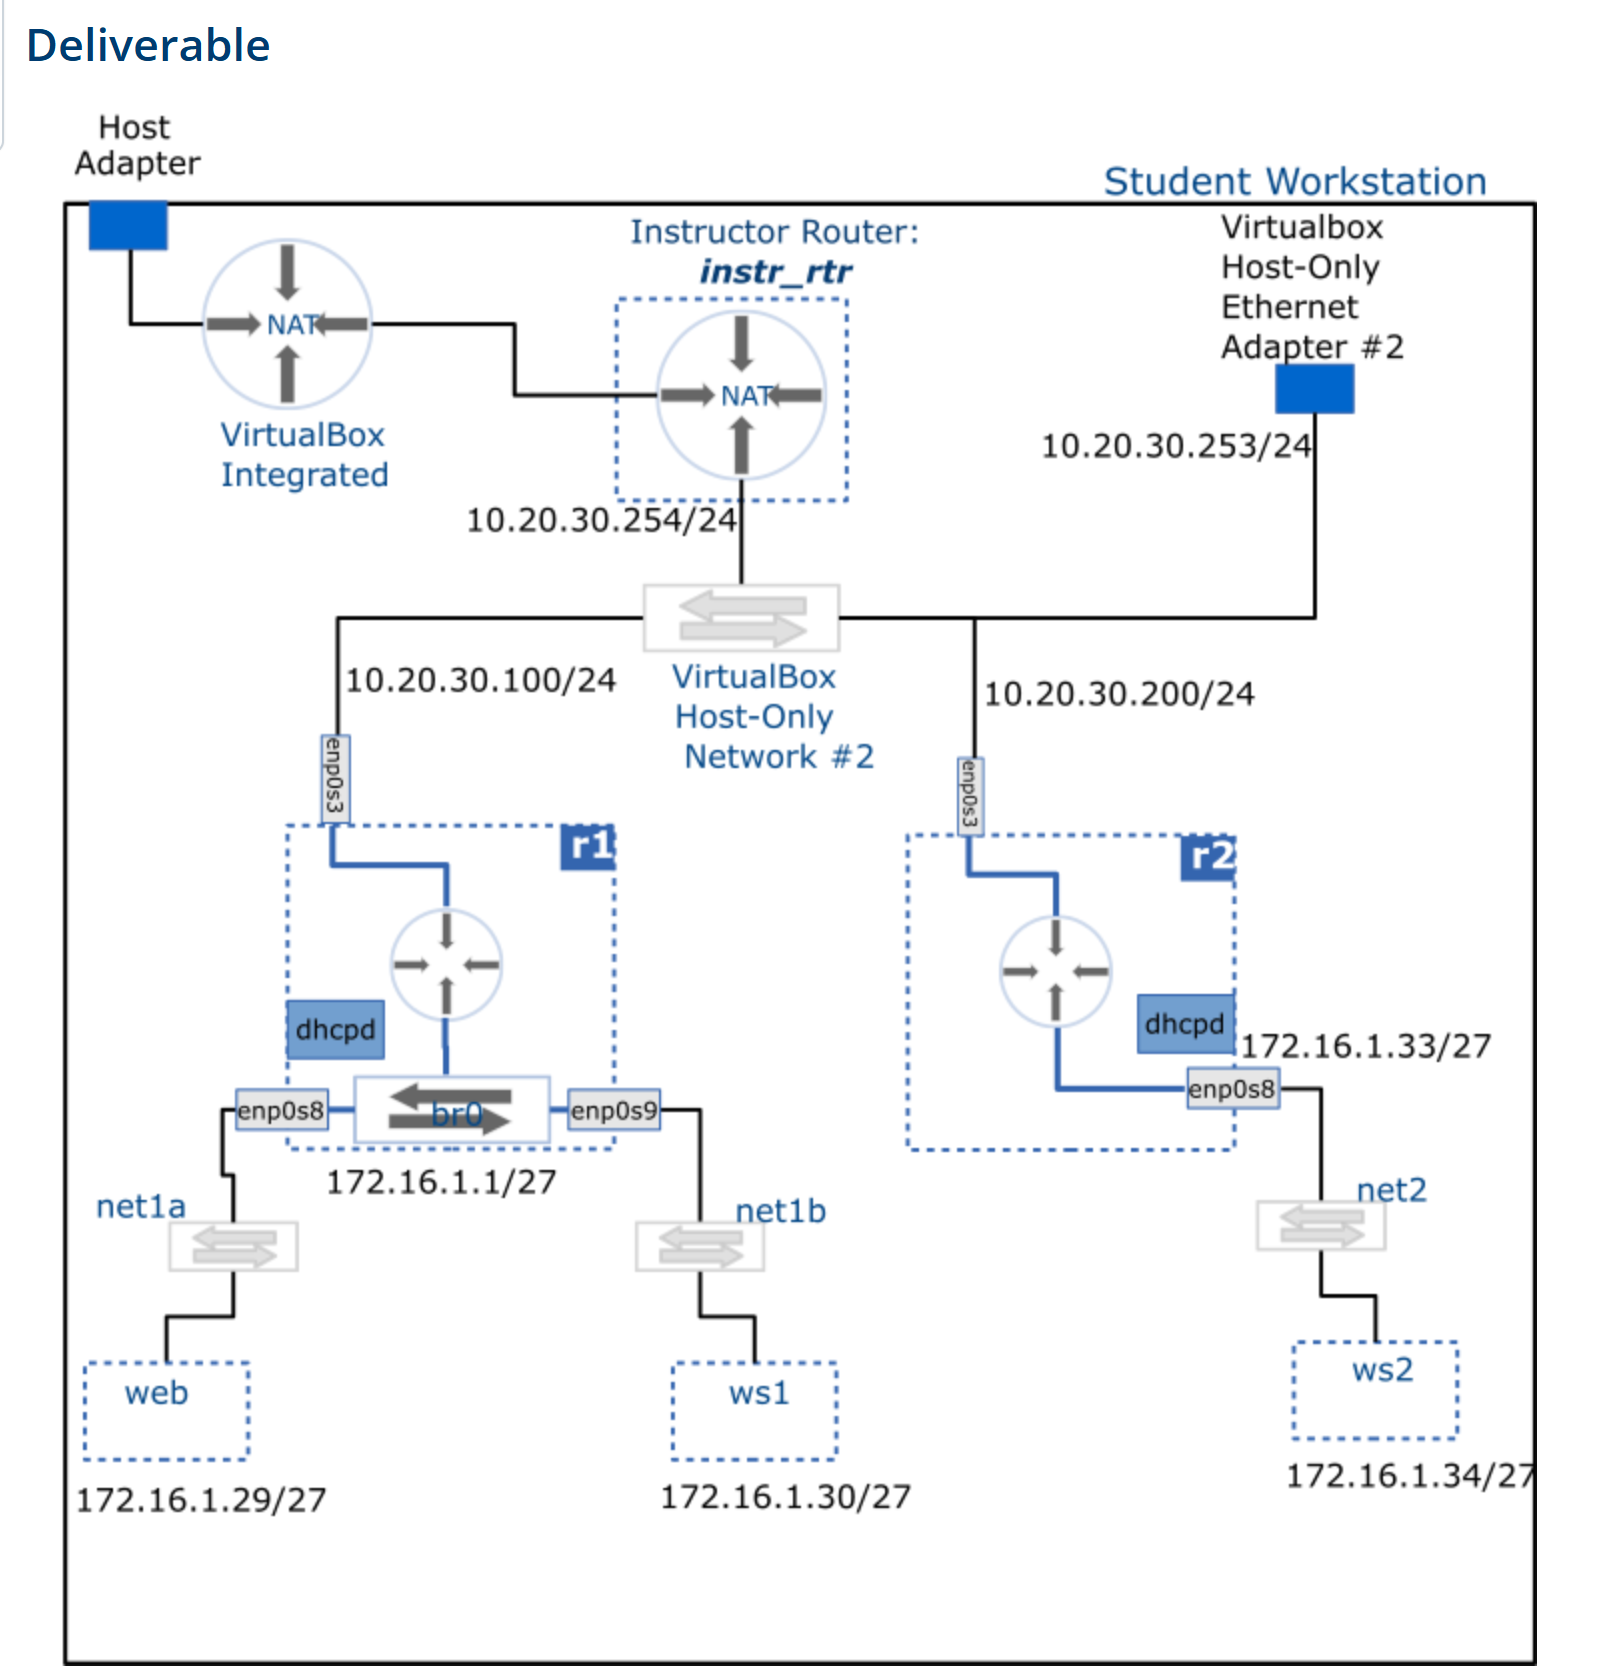 Deliverable
Host
Adapter
Student Workstation
Instructor Router:
instr_rtr
Virtualbox
Host-Only
Ethernet
Adapter #2
NAT
NAT
VirtualBox
Integrated
10.20.30.253/24
10.20.30.254/24
10.20.30.100/24
VirtualBox
Host-Only
Network #2
10.20.30.200/24
enp0s3
enp0s3
r1
r2
dhcpd
dhcpd
172.16.1.33/27
enp0s8
br0
enp0s9
enp0s8
172.16.1.1/27
net1a
net1b
net2
web
ws1
ws2
172.16.1.29/27
172.16.1.30/27
172.16.1.34/27